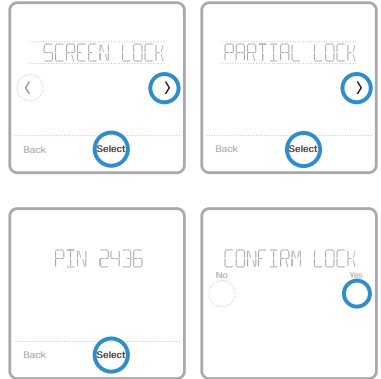 SCREEN LOCK
Back
Select
PARTIAL LOCK
Back
Select
PIN 2436
Back
Select
CONFIRM LOCK
No
Yes